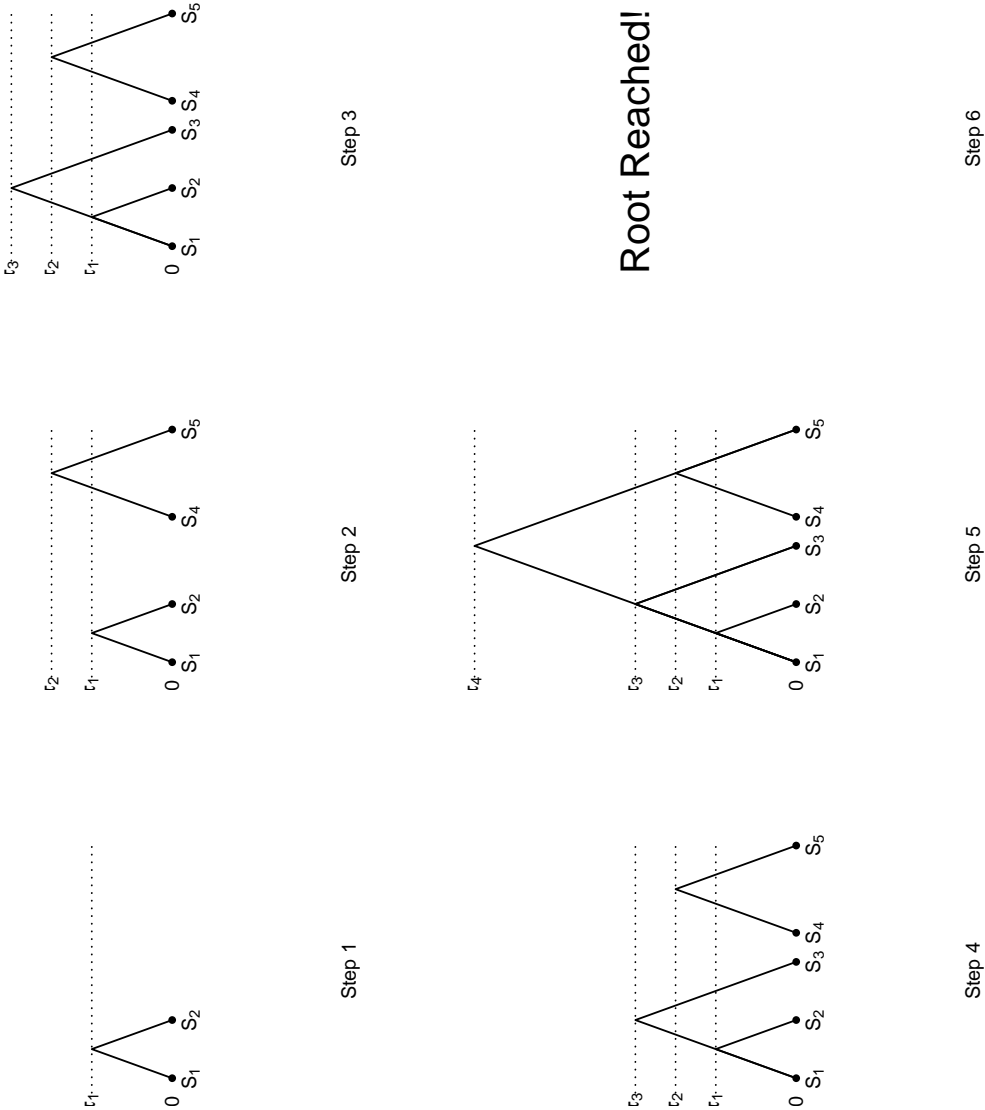 τ1
0
S1
S2
Step 1
τ2
τ1
0
S1
S2
S4
S5
Step 2
τ3
τ2
τ1
0
S1
S2
S3
S4
S5
Step 3
τ3
τ2
τ1
0
S1
S2
S3
S4
S5
Step 4
τ4
τ3
τ2
τ1
0
S1
S2
S3
S4
S5
Step 5
Root Reached!
Step 6